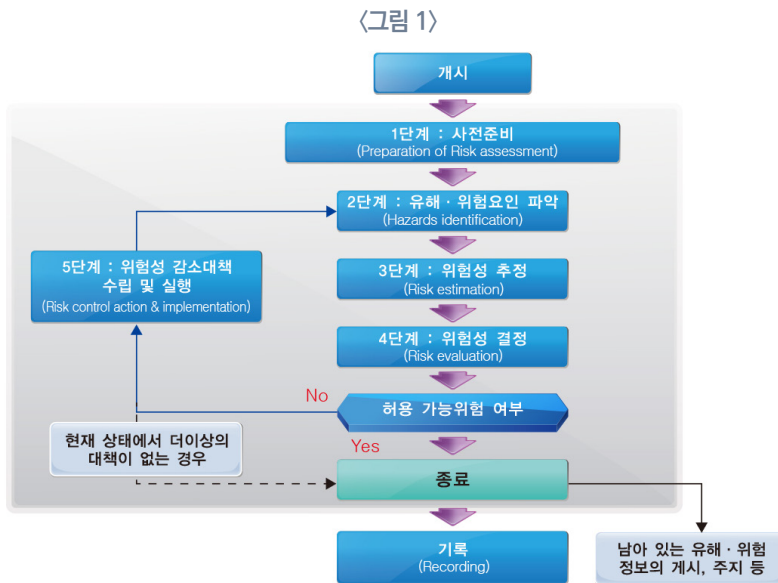 〈그림 1〉
개시
1단계 : 사전준비
(Preparation of Risk assessment)
2단계 : 유해 · 위험요인 파악
(Hazards identification)
5단계 : 위험성 감소대책
수립 및 실행
(Risk control action & implementation)
3단계 : 위험성 추정
(Risk estimation)
4단계 : 위험성 결정
(Risk evaluation)
No
허용 가능위험 여부
Yes
현재 상태에서 더이상의
대책이 없는 경우
종료
기록
(Recording)
남아 있는 유해 · 위험
정보의 게시, 주지 등